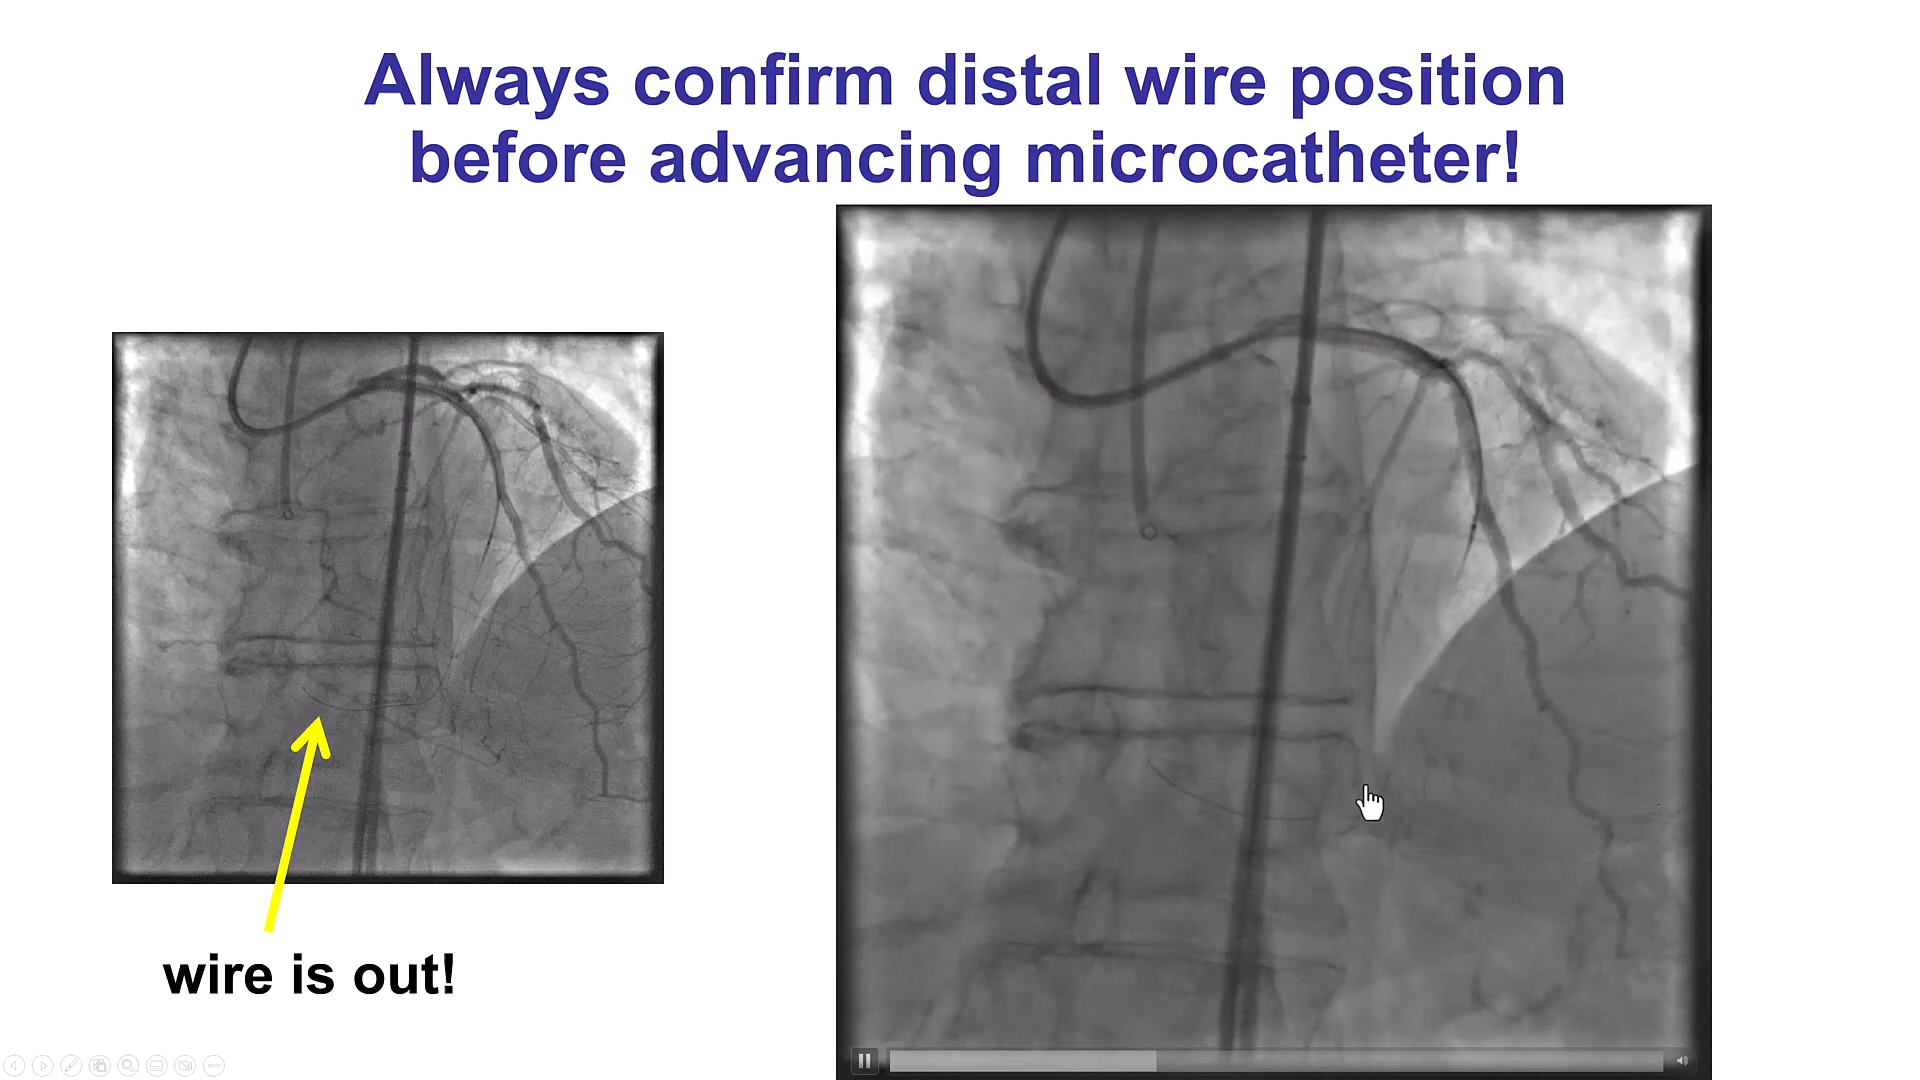 Always confirm distal wire position
before advancing microcatheter!
wire is out!